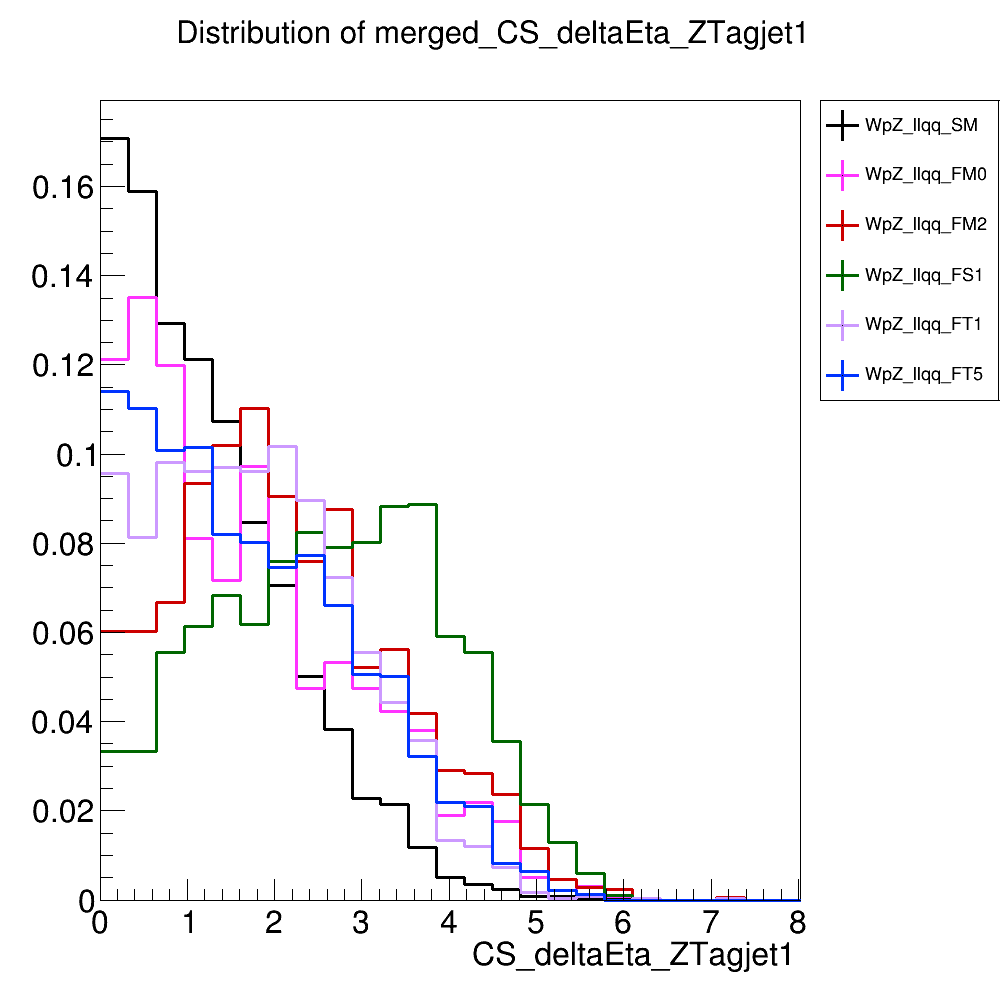 Distribution of merged_CS_deltaEta_ZTagjet1
WpZ_llqq_SM
WpZ_llqq_FM0
WpZ_llqq_FM2
WpZ_llqq_FS1
WpZ_llqq_FT1
WpZ_llqq_FT5
0.16
0.14
0.12
0.1
0.08
0.06
0.04
0.02
0
0 1 2 3 4 5 6 7 8
CS_deltaEta_ZTagjet1